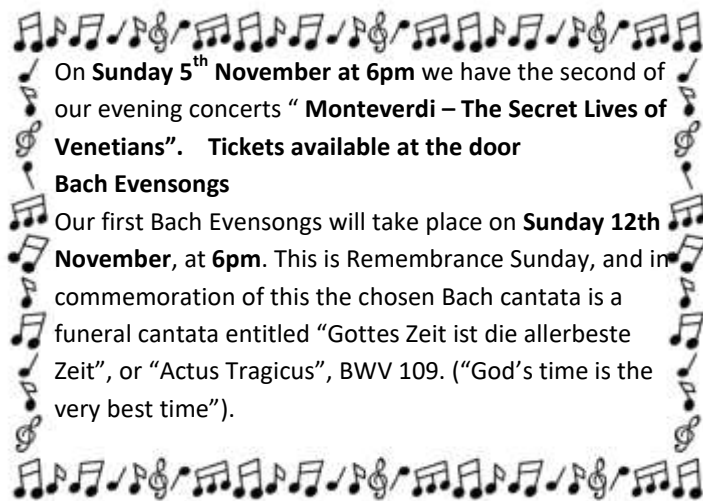 On Sunday 5th November at 6pm we have the second of
our evening concerts “ Monteverdi – The Secret Lives of
Venetians”. Tickets available at the door
Bach Evensongs
Our first Bach Evensongs will take place on Sunday 12th
November, at 6pm. This is Remembrance Sunday, and in
commemoration of this the chosen Bach cantata is a
funeral cantata entitled “Gottes Zeit ist die allerbeste
Zeit”, or “Actus Tragicus”, BWV 109. (“God’s time is the
very best time”).